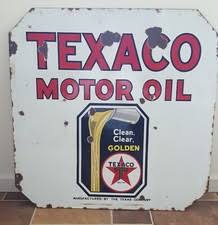 TEXACO
MOTOR OIL
Clean,
Clear,
GOLDEN
TEXACO
MANUFACTURED BY THE TEXAS COMPANY